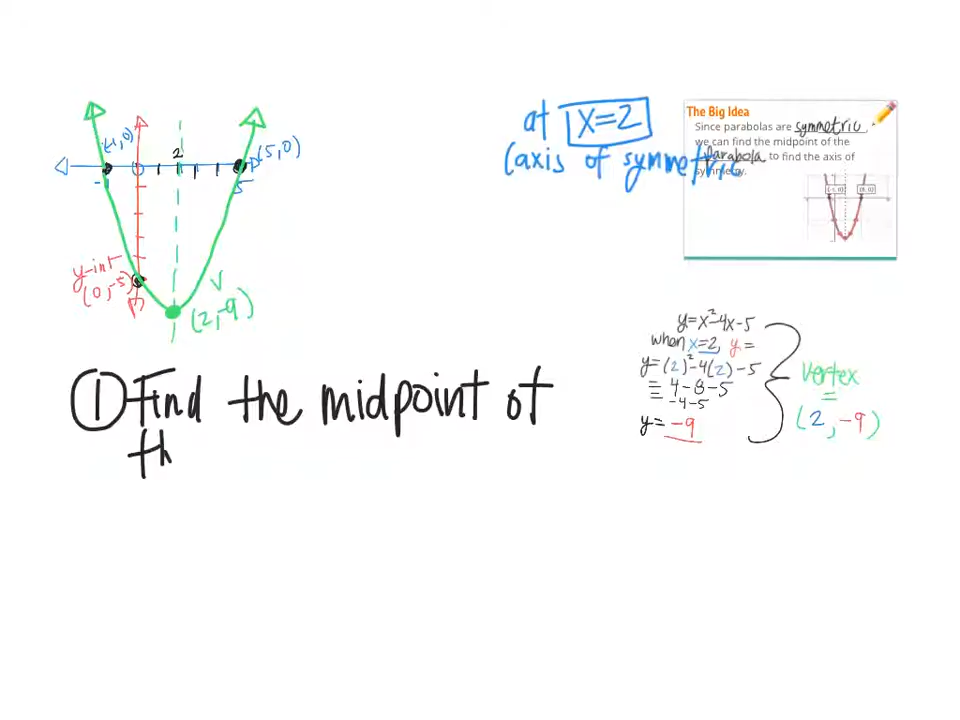 (-1,0)
2
(5,0)
5
y-int
(0,-5)
V
(2,-9)
at x=2
(axis of symmetric
The Big Idea
Since parabolas are symmetric,
we can find the midpoint of the
parabola to find the axis of
symmetry.
y=x²-4x-5
when x=2, y=
y=(2)²-4(2)-5
= 4-8-5
-4-5
y= -9
vertex
=
(2,-9)
① Find the midpoint of
th